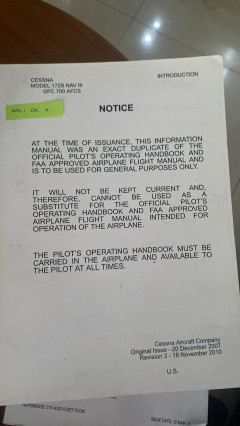 CESSNA
MODEL 172S NAV III
GFC 700 AFCS
INTRODUCTION
NOTICE
AT THE TIME OF ISSUANCE, THIS INFORMATION
MANUAL WAS AN EXACT DUPLICATE OF THE
OFFICIAL PILOT'S OPERATING HANDBOOK AND
FAA APPROVED AIRPLANE FLIGHT MANUAL AND
IS TO BE USED FOR GENERAL PURPOSES ONLY.
IT WILL NOT BE KEPT CURRENT AND,
THEREFORE, CANNOT BE USED AS A
SUBSTITUTE FOR THE OFFICIAL PILOT'S
OPERATING HANDBOOK AND FAA APPROVED
AIRPLANE FLIGHT MANUAL INTENDED FOR
OPERATION OF THE AIRPLANE.
THE PILOT'S OPERATING HANDBOOK MUST BE
CARRIED IN THE AIRPLANE AND AVAILABLE TO
THE PILOT AT ALL TIMES.
Cessna Aircraft Company
Original Issue - 20 December 2007
Revision 2 - 18 November 2010
U.S.
REFERENCE: CTV
FLEET
ISSUE DATE: